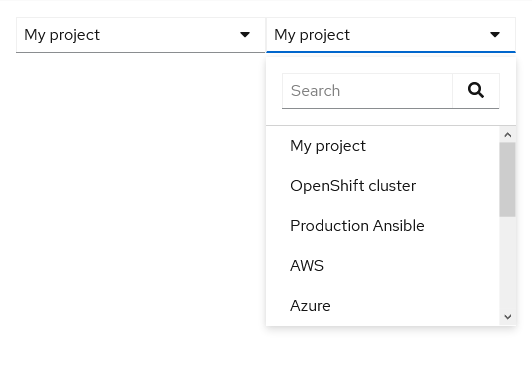 My project
My project
Search
My project
OpenShift cluster
Production Ansible
AWS
Azure